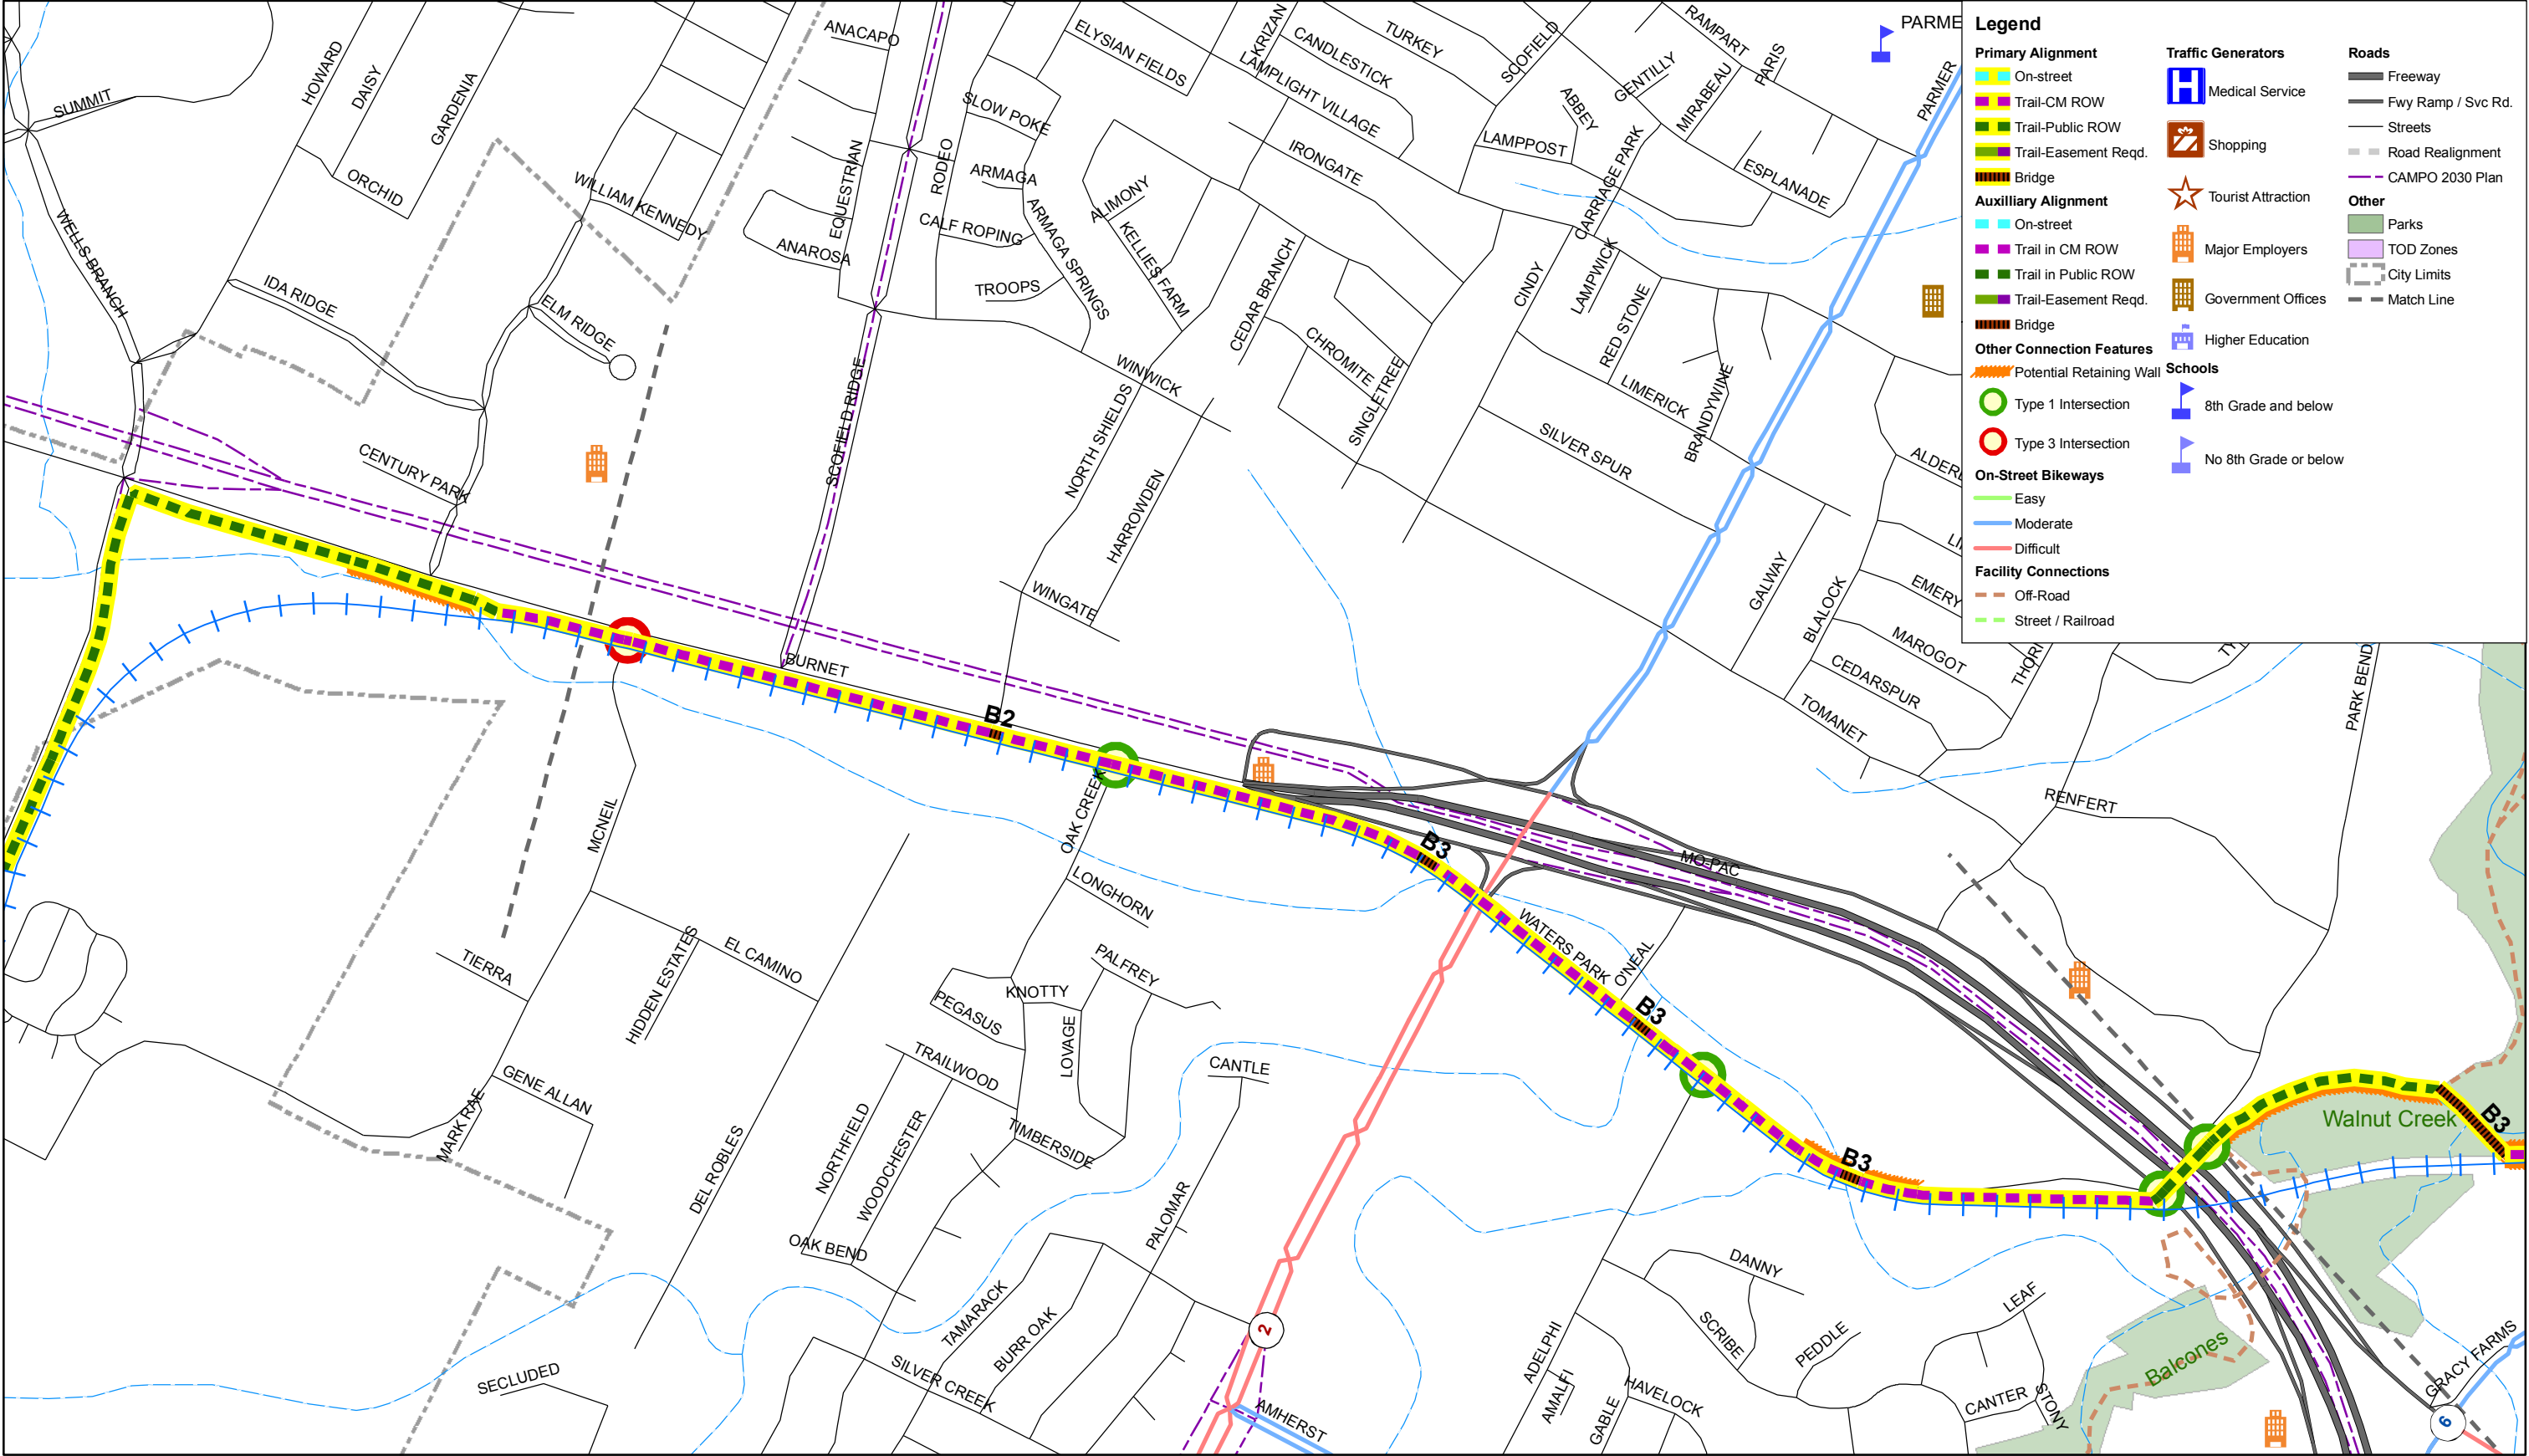 Legend
Primary Alignment
On-street
Trail-CM ROW
Trail-Public ROW
Trail-Easement Reqd.
Bridge
Auxilliary Alignment
On-street
Trail in CM ROW
Trail in Public ROW
Trail-Easement Reqd.
Bridge
Other Connection Features
Potential Retaining Wall
Type 1 Intersection
Type 3 Intersection
On-Street Bikeways
Easy
Moderate
Difficult
Facility Connections
Off-Road
Street / Railroad
Traffic Generators
Medical Service
Shopping
Tourist Attraction
Major Employers
Government Offices
Higher Education
Schools
8th Grade and below
No 8th Grade or below
Roads
Freeway
Fwy Ramp / Svc Rd.
Streets
Road Realignment
CAMPO 2030 Plan
Other
Parks
TOD Zones
City Limits
Match Line
PARME
PARMER
SUMMIT
HOWARD
DAISY
GARDENIA
ORCHID
WELLS BRANCH
IDA RIDGE
ELM RIDGE
WILLIAM KENNEDY
CENTURY PARK
ANACAPO
EQUESTRIAN
ANAROSA
RODEO
SLOW POKE
ARMAGA
CALF ROPING
TROOPS
ARMAGA SPRINGS
ALIMONY
KELLIES FARM
ELYSIAN FIELDS
KRIZAN
CANDLESTICK
LAMPLIGHT VILLAGE
TURKEY
SCOFIELD
IRONGATE
LAMPPOST
ABBEY
GENTILLY
RAMPART
MIRABEAU
PARIS
ESPLANADE
CARRIAGE PARK
CINDY
LAMPWICK
RED STONE
LIMERICK
BRANDYWINE
SILVER SPUR
CEDAR BRANCH
CHROMITE
SINGLETREE
WINWICK
NORTH SHIELDS
HARROWDEN
WINGATE
SCOFIELD RIDGE
BURNET
B2
GALWAY
BLALOCK
ALDER
EMERY
MAROGOT
CEDARSPUR
THOR
TOMANET
TY
PARK BEND
RENFERT
MCNEIL
OAK CREEK
LONGHORN
B3
MO-PAC
WATERS PARK
O'NEAL
B3
B3
B3
Walnut Creek
TIERRA
HIDDEN ESTATES
EL CAMINO
PEGASUS
KNOTTY
PALFREY
LOVAGE
TRAILWOOD
CANTLE
TIMBERSIDE
GENE ALLAN
MARK RAE
DEL ROBLES
NORTHFIELD
WOODCHESTER
OAK BEND
PALOMAR
TAMARACK
BURR OAK
SILVER CREEK
SECLUDED
2
AMHERST
DANNY
SCRIBE
PEDDLE
LEAF
ADELPHI
AMALFI
GABLE
HAVELOCK
CANTER
STONY
Balcones
GRACY FARMS
6